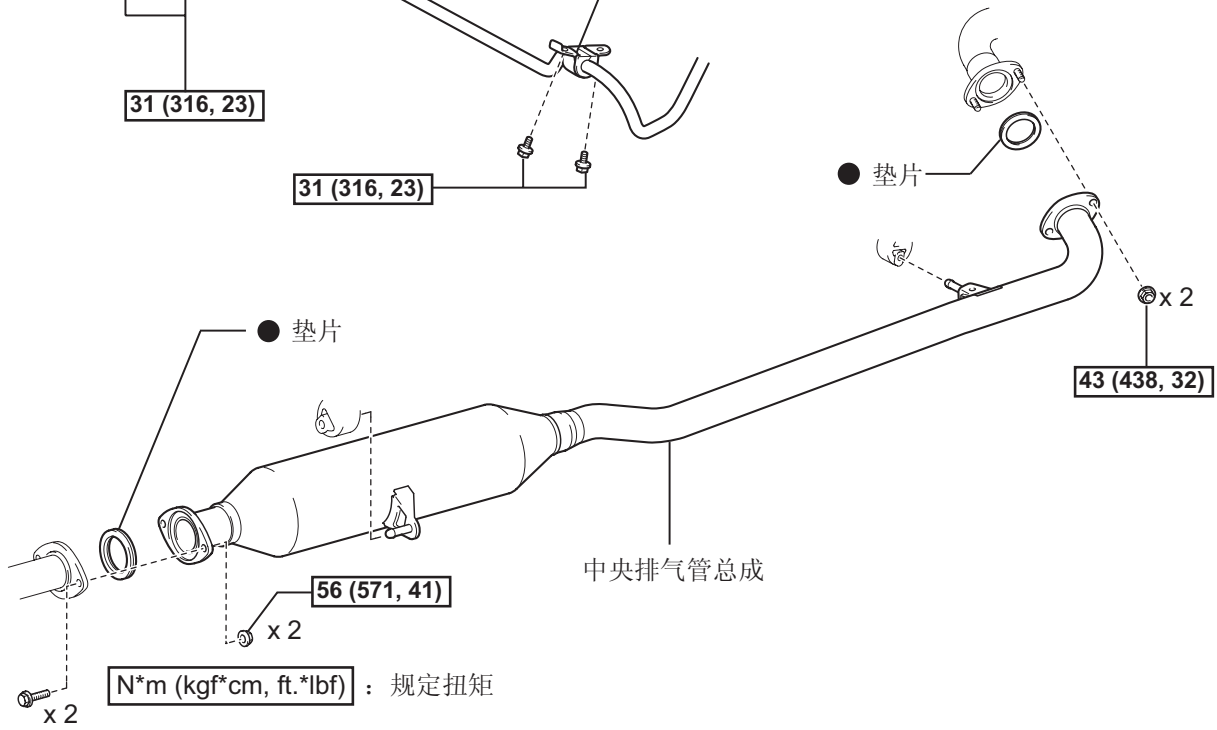 31 (316, 23)
31 (316, 23)
● 垫片
x 2
43 (438, 32)
● 垫片
中央排气管总成
56 (571, 41)
x 2
N*m (kgf*cm, ft.*lbf) ：规定扭矩
x 2